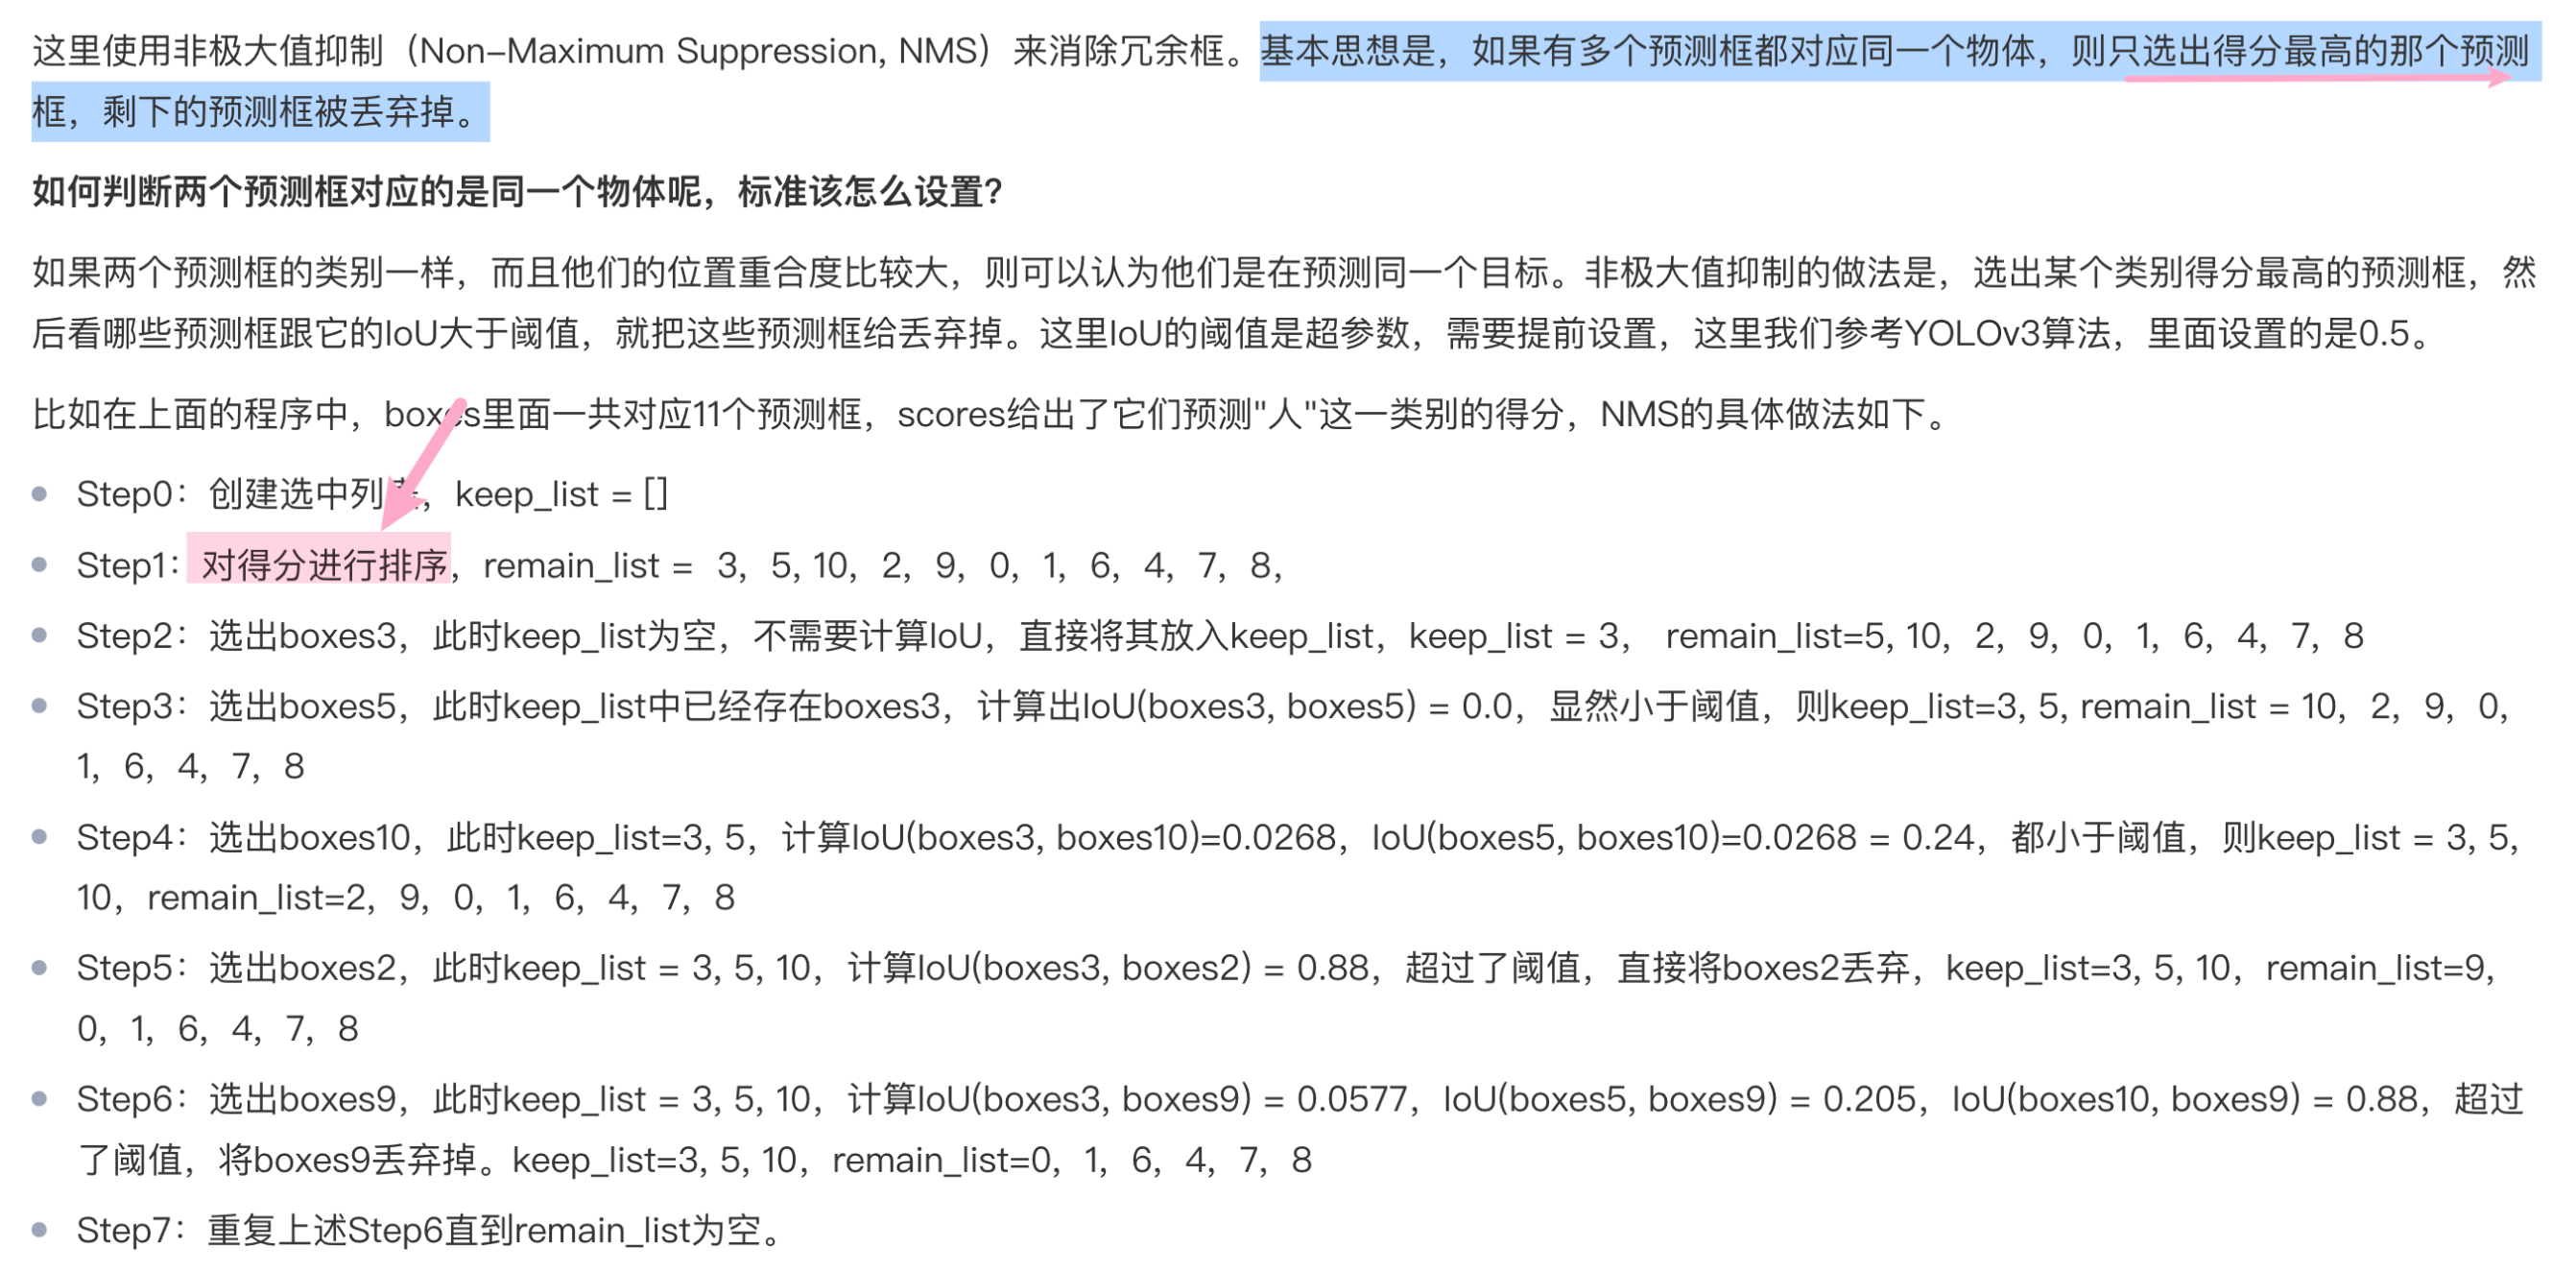 这里使用非极大值抑制（Non-Maximum Suppression, NMS）来消除冗余框。基本思想是，如果有多个预测框都对应同一个物体，则只选出得分最高的那个预测
框，剩下的预测框被丢弃掉。
如何判断两个预测框对应的是同一个物体呢，标准该怎么设置?
如果两个预测框的类别一样，而且他们的位置重合度比较大，则可以认为他们是在预测同一个目标。非极大值抑制的做法是，选出某个类别得分最高的预测框，然
后看哪些预测框跟它的IoU大于阈值，就把这些预测框给丢弃掉。这里IoU的阈值是超参数，需要提前设置，这里我们参考YOLOv3算法，里面设置的是0.5。
比如在上面的程序中，boxes里面一共对应11个预测框，scores给出了它们预测"人"这一类别的得分，NMS的具体做法如下。
Step0：创建选中列表，keep_list = []
Step1：对得分进行排序，remain_list = 3，5, 10，2，9，0，1，6，4，7，8，
Step2：选出boxes3，此时keep_list为空，不需要计算IoU，直接将其放入keep_list，keep_list = 3， remain_list=5, 10，2，9，0，1，6，4，7，8
Step3：选出boxes5，此时keep_list中已经存在boxes3，计算出IoU(boxes3, boxes5) = 0.0，显然小于阈值，则keep_list=3, 5, remain_list = 10，2，9，0，
1，6，4，7，8
Step4：选出boxes10，此时keep_list=3, 5，计算IoU(boxes3, boxes10)=0.0268，IoU(boxes5, boxes10)=0.0268 = 0.24，都小于阈值，则keep_list = 3, 5,
10，remain_list=2，9，0，1，6，4，7，8
Step5：选出boxes2，此时keep_list = 3, 5, 10，计算IoU(boxes3, boxes2) = 0.88，超过了阈值，直接将boxes2丢弃，keep_list=3, 5, 10，remain_list=9，
0，1，6，4，7，8
Step6：选出boxes9，此时keep_list = 3, 5, 10，计算IoU(boxes3, boxes9) = 0.0577，IoU(boxes5, boxes9) = 0.205，IoU(boxes10, boxes9) = 0.88，超过
了阈值，将boxes9丢弃掉。keep_list=3, 5, 10，remain_list=0，1，6，4，7，8
Step7：重复上述Step6直到remain_list为空。